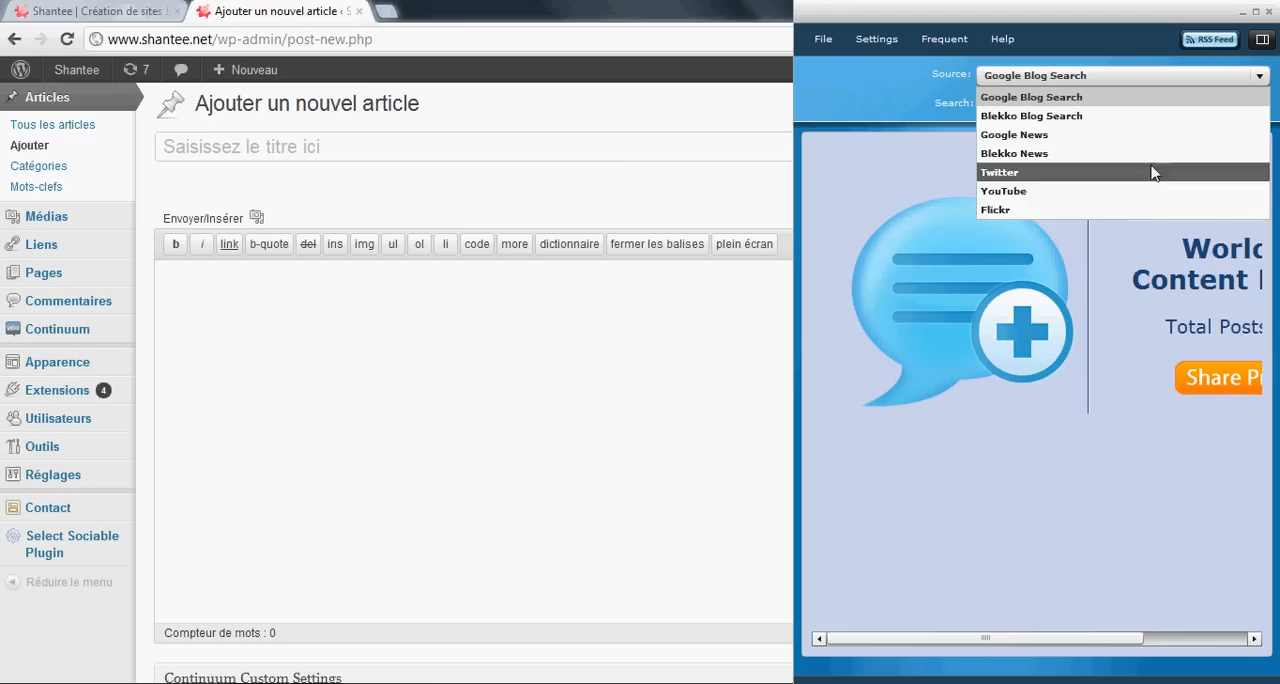 Shantee | Création de sites
Ajouter un nouvel article ‹ S
www.shantee.net/wp-admin/post-new.php
Shantee
7
Nouveau
Articles
Tous les articles
Ajouter
Catégories
Mots-clefs
Médias
Liens
Pages
Commentaires
Continuum
Apparence
Extensions 4
Utilisateurs
Outils
Réglages
Contact
Select Sociable
Plugin
Réduire le menu
Ajouter un nouvel article
Saisissez le titre ici
Envoyer/Insérer
b i link b-quote del ins img ul ol li code more dictionnaire fermer les balises plein écran
Compteur de mots : 0
Continuum Custom Settings
File Settings Frequent Help RSS Feed
Source: Google Blog Search
Search:
Google Blog Search
Blekko Blog Search
Google News
Blekko News
Twitter
YouTube
Flickr
World
Content
Total Posts
Share Pr